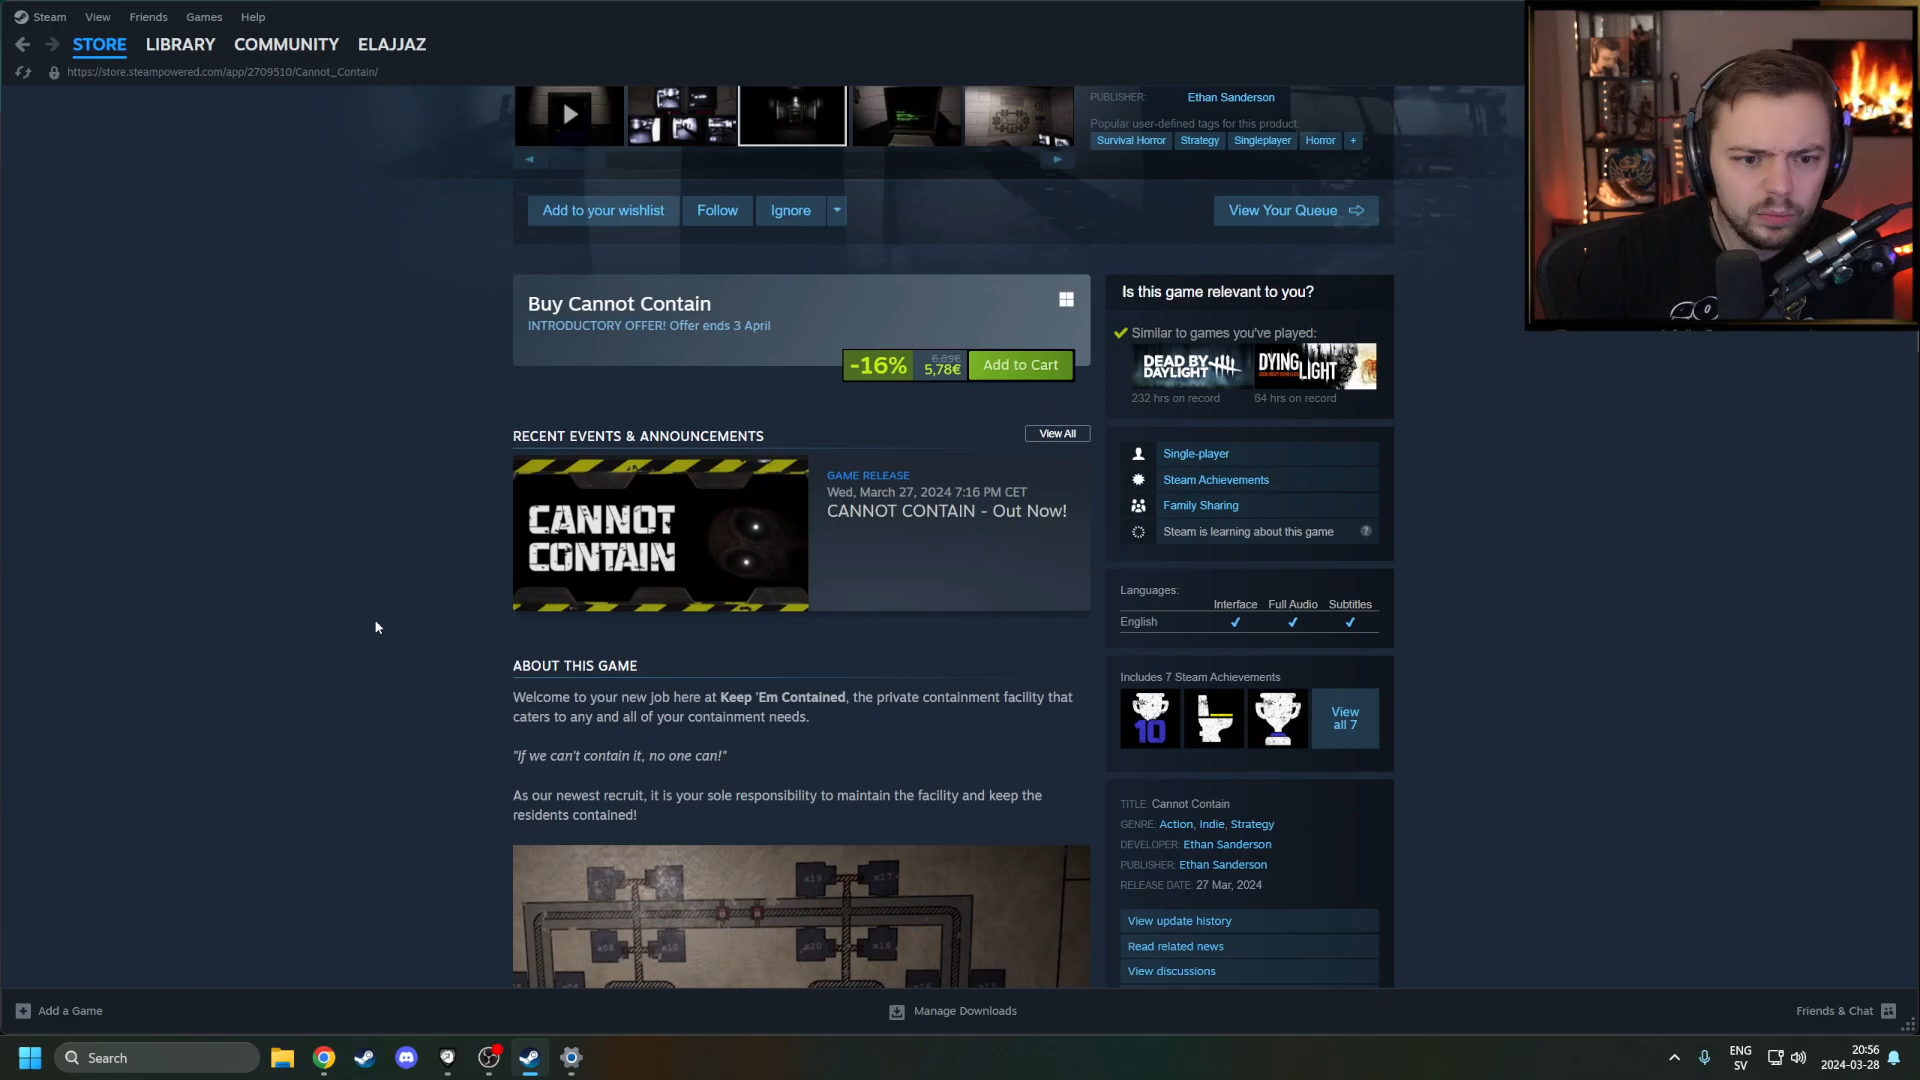 Steam View Friends Games Help
STORE LIBRARY COMMUNITY ELAJJAZ
https://store.steampowered.com/app/2709510/Cannot_Contain/
PUBLISHER: Ethan Sanderson
Popular user-defined tags for this product:
Survival Horror Strategy Singleplayer Horror +
Add to your wishlist Follow Ignore View Your Queue
Buy Cannot Contain
INTRODUCTORY OFFER! Offer ends 3 April
-16% 6,89€ 5,78€ Add to Cart
Is this game relevant to you?
Similar to games you've played:
DEAD BY DAYLIGHT DYING LIGHT
232 hrs on record 64 hrs on record
RECENT EVENTS & ANNOUNCEMENTS View All
CANNOT
CONTAIN
GAME RELEASE
Wed, March 27, 2024 7:16 PM CET
CANNOT CONTAIN - Out Now!
Single-player
Steam Achievements
Family Sharing
Steam is learning about this game ?
Languages:
Interface Full Audio Subtitles
English
ABOUT THIS GAME
Welcome to your new job here at Keep 'Em Contained, the private containment facility that
caters to any and all of your containment needs.
"If we can't contain it, no one can!"
As our newest recruit, it is your sole responsibility to maintain the facility and keep the
residents contained!
Includes 7 Steam Achievements
10
View
all 7
TITLE: Cannot Contain
GENRE: Action, Indie, Strategy
DEVELOPER: Ethan Sanderson
PUBLISHER: Ethan Sanderson
RELEASE DATE: 27 Mar, 2024
View update history
Read related news
View discussions
x19 x17
x20 x18
Add a Game Manage Downloads Friends & Chat
Search
ENG
SV
20:56
2024-03-28